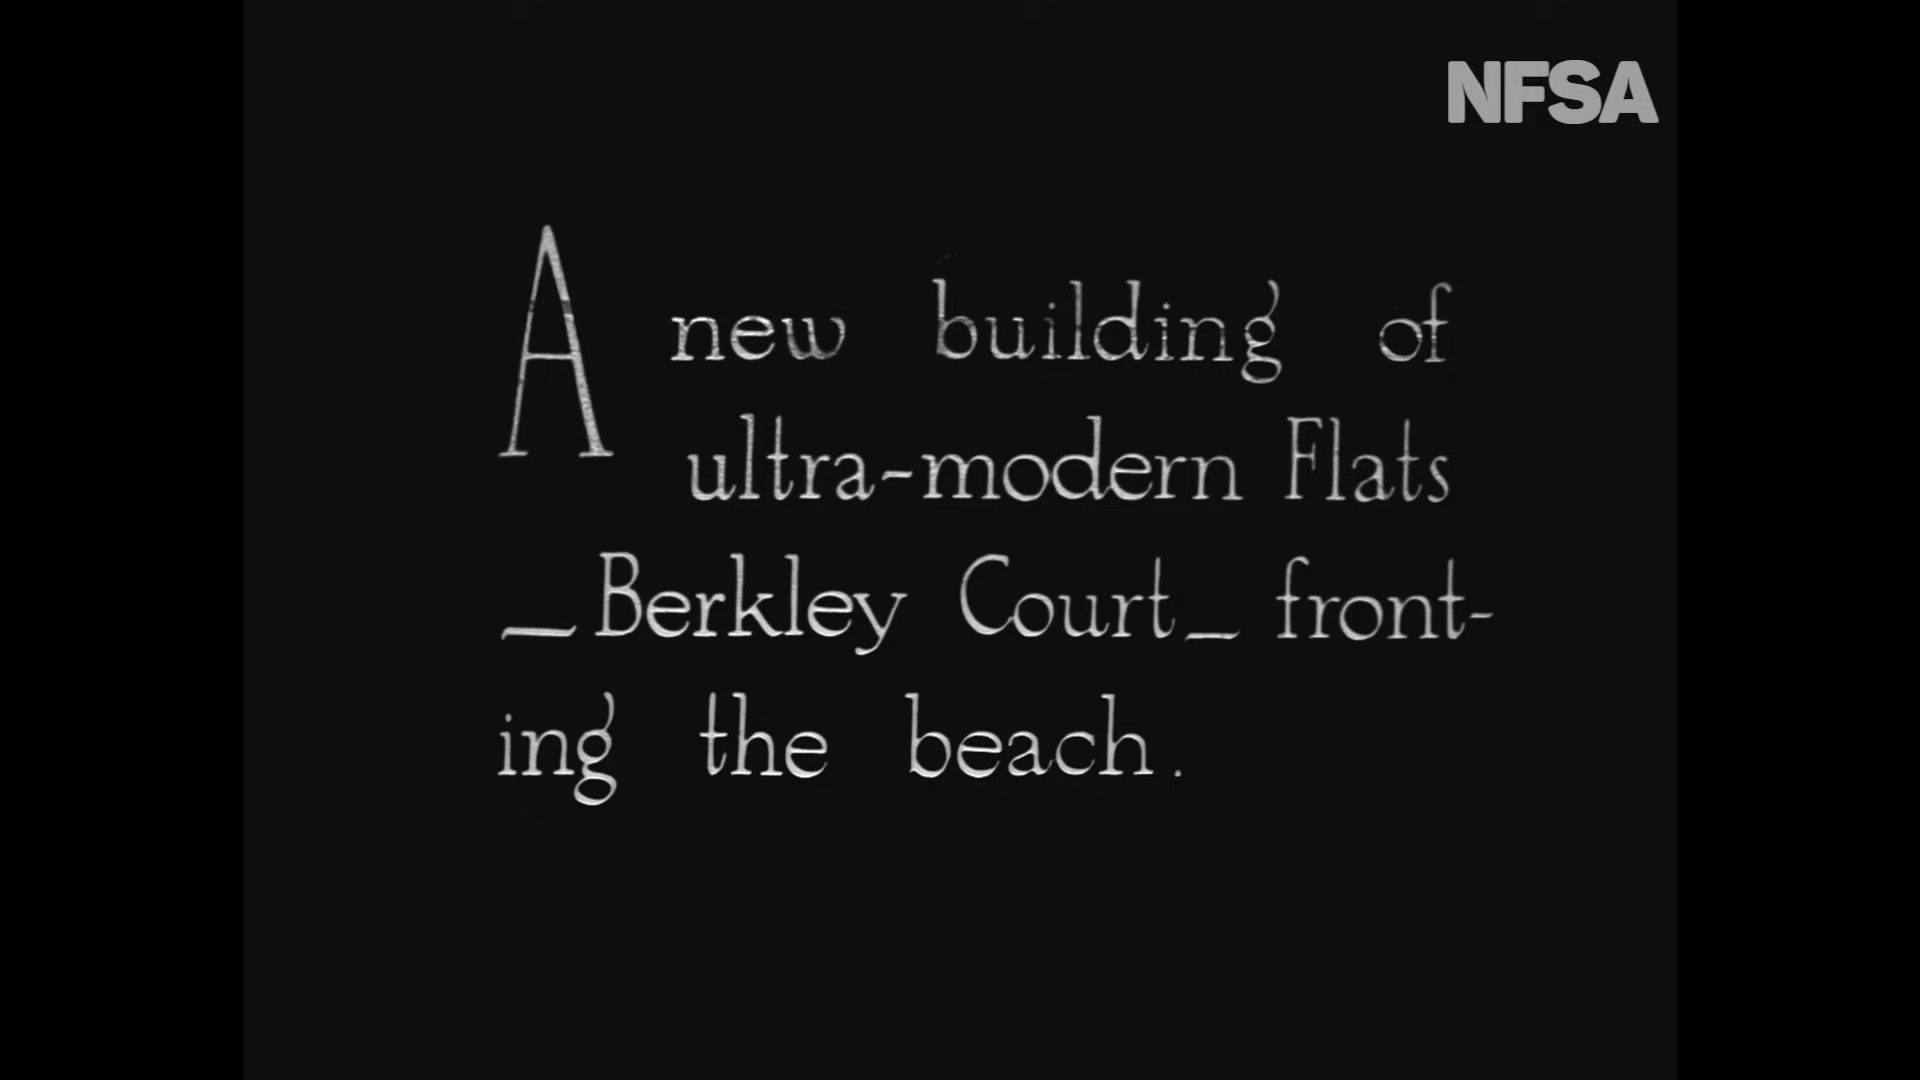 NFSA
A new building of
ultra-modern Flats
_Berkley Court_ front-
ing the beach.